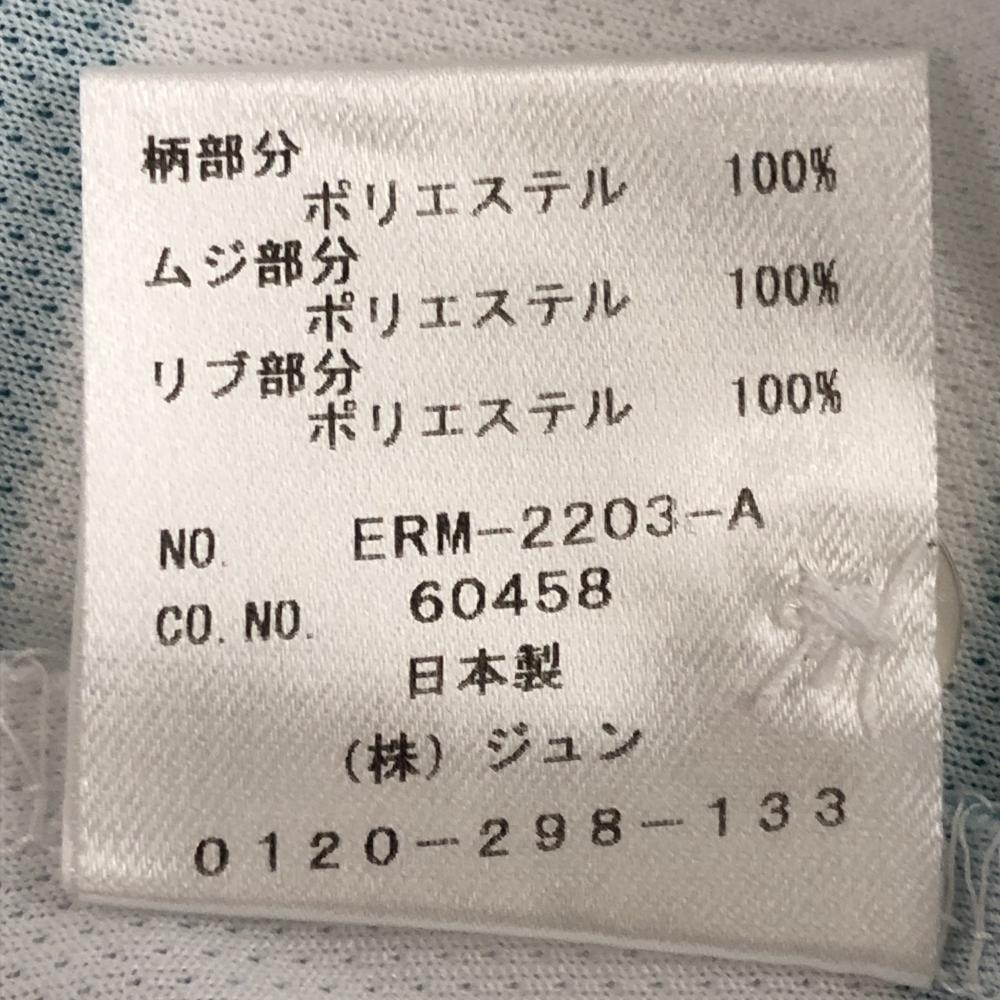 柄部分
ポリエステル 100%
ムジ部分
ポリエステル 100%
リブ部分
ポリエステル 100%
NO. ERM-2203-A
CO.NO. 60458
日本製
(株) ジュン
0120-298-133